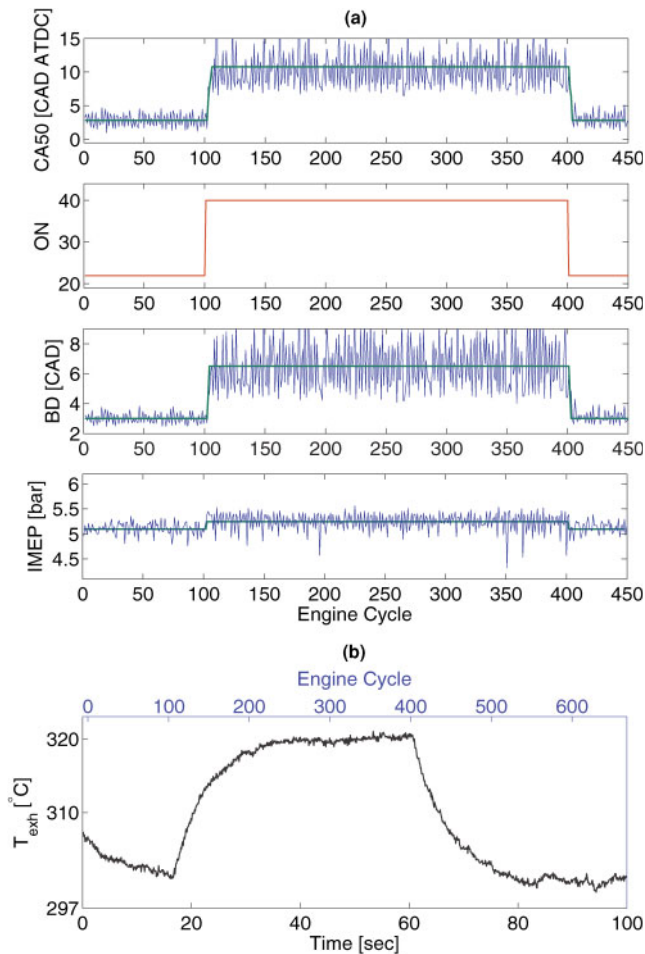 (a)
CA50 [CAD ATDC]
15
10
5
0
0 50 100 150 200 250 300 350 400 450
ON
40
30
20
0 50 100 150 200 250 300 350 400 450
BD [CAD]
8
6
4
2
0 50 100 150 200 250 300 350 400 450
IMEP [bar]
6
5.5
5
4.5
0 50 100 150 200 250 300 350 400 450
Engine Cycle
(b)
Engine Cycle
0 100 200 300 400 500 600
T_exh [°C]
320
310
297
0 20 40 60 80 100
Time [sec]